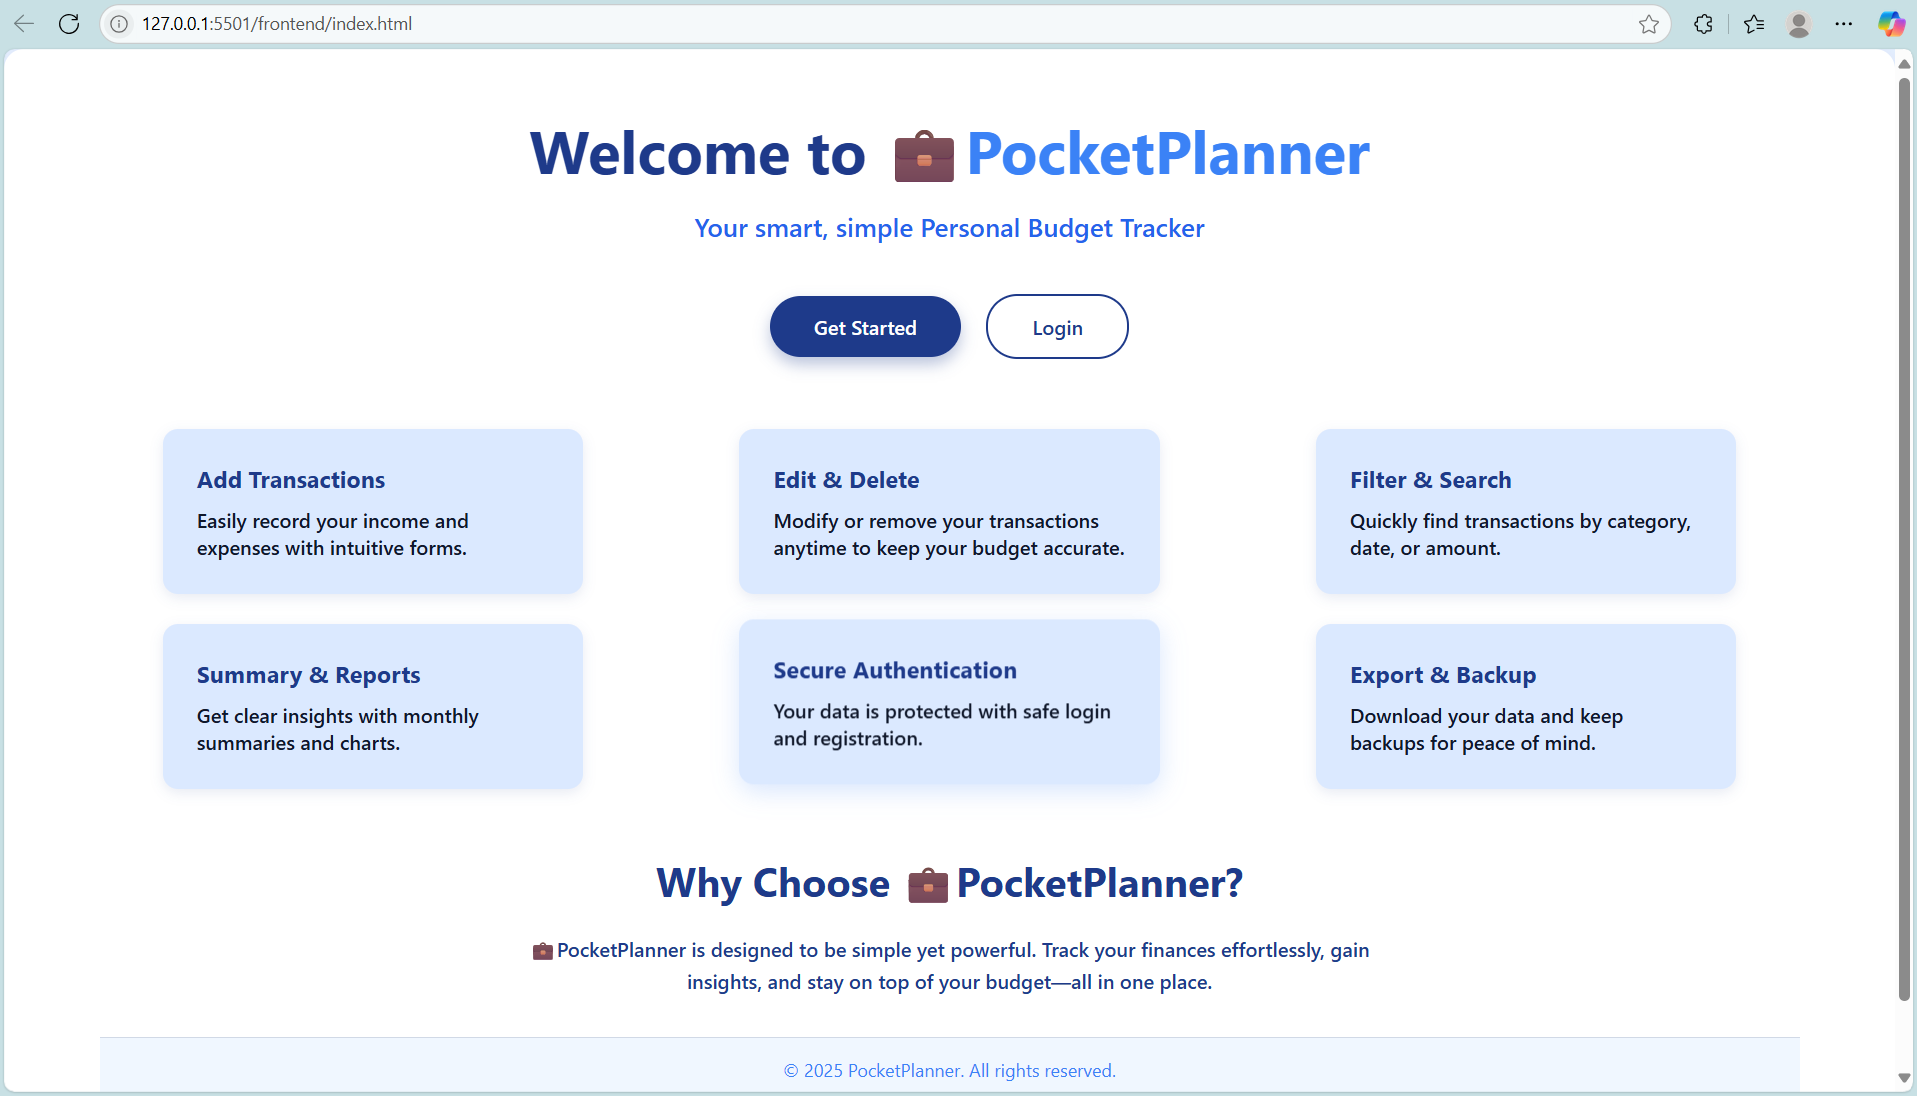 127.0.0.1:5501/frontend/index.html
Welcome to 💼 PocketPlanner
Your smart, simple Personal Budget Tracker
Get Started
Login
Add Transactions
Easily record your income and
expenses with intuitive forms.
Edit & Delete
Modify or remove your transactions
anytime to keep your budget accurate.
Filter & Search
Quickly find transactions by category,
date, or amount.
Summary & Reports
Get clear insights with monthly
summaries and charts.
Secure Authentication
Your data is protected with safe login
and registration.
Export & Backup
Download your data and keep
backups for peace of mind.
Why Choose 💼 PocketPlanner?
💼 PocketPlanner is designed to be simple yet powerful. Track your finances effortlessly, gain
insights, and stay on top of your budget—all in one place.
© 2025 PocketPlanner. All rights reserved.